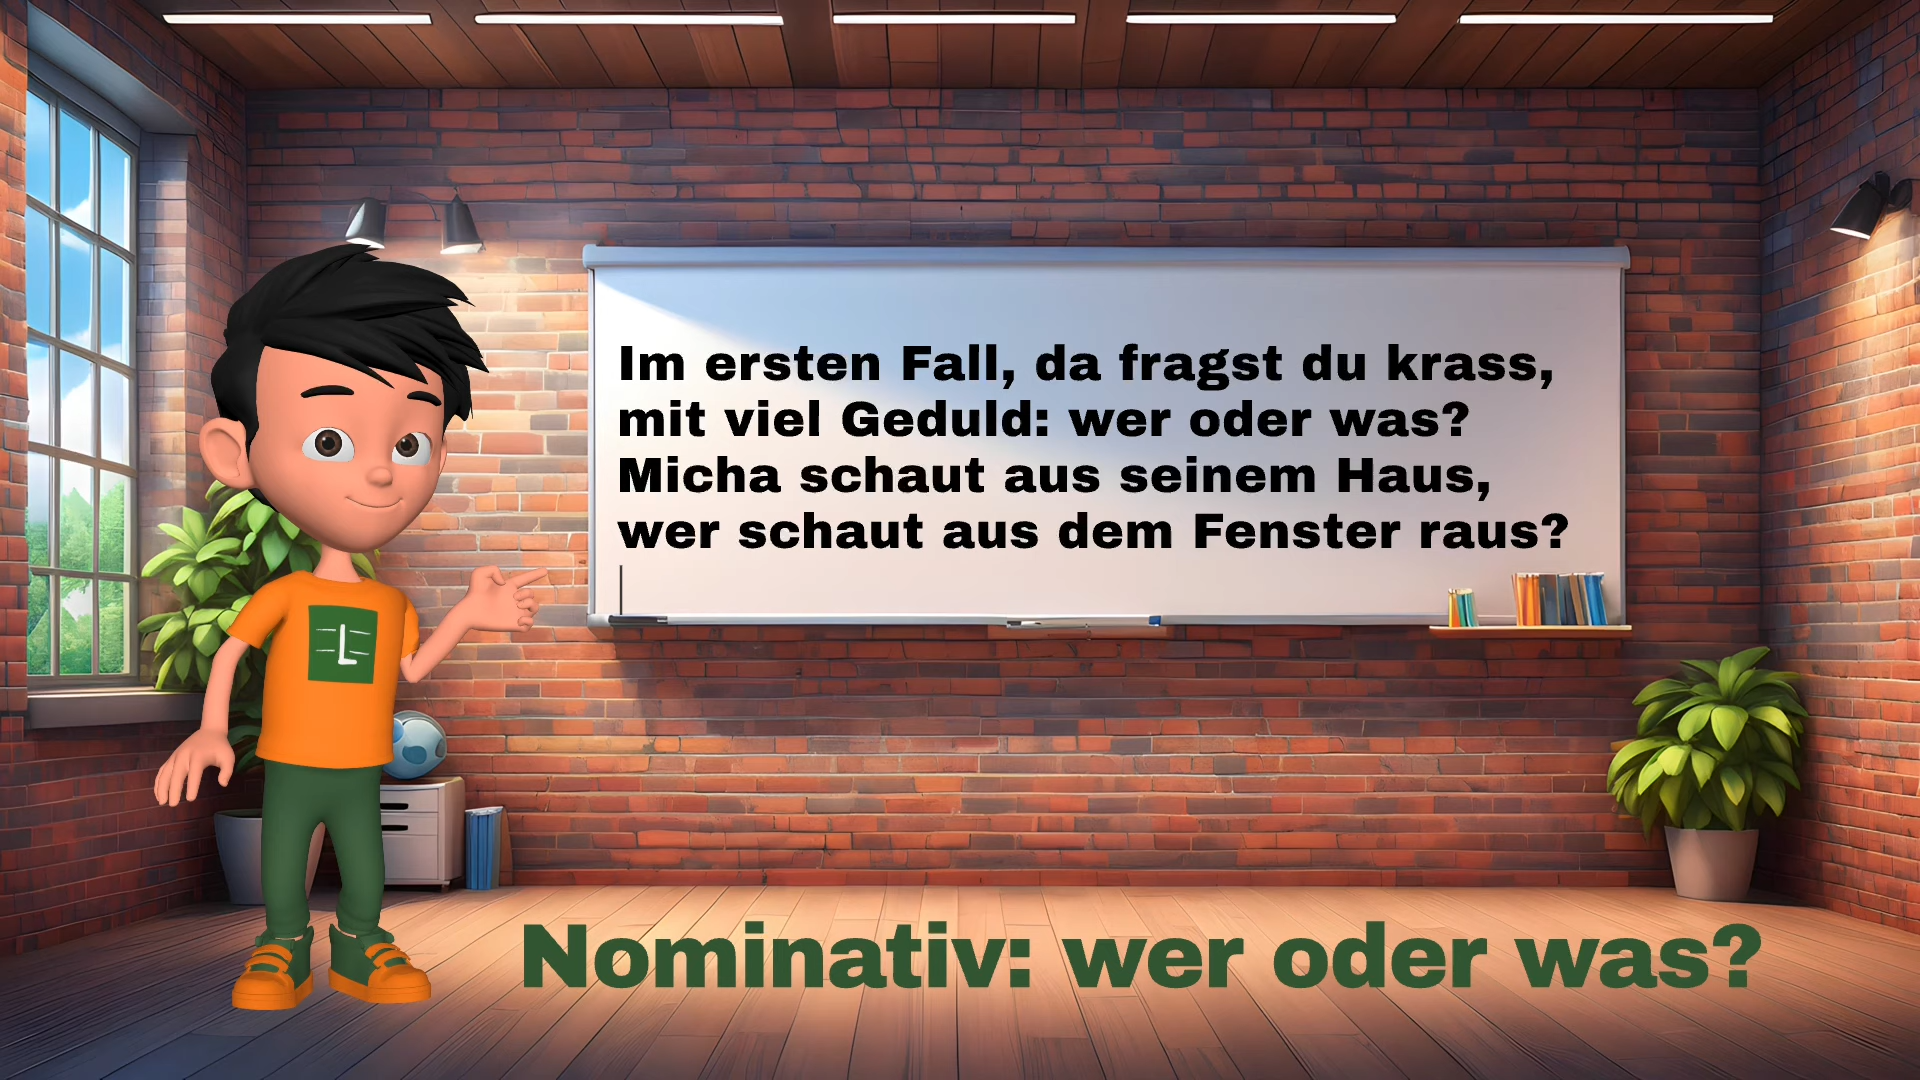 Im ersten Fall, da fragst du krass,
mit viel Geduld: wer oder was?
Micha schaut aus seinem Haus,
wer schaut aus dem Fenster raus?
L
Nominativ: wer oder was?